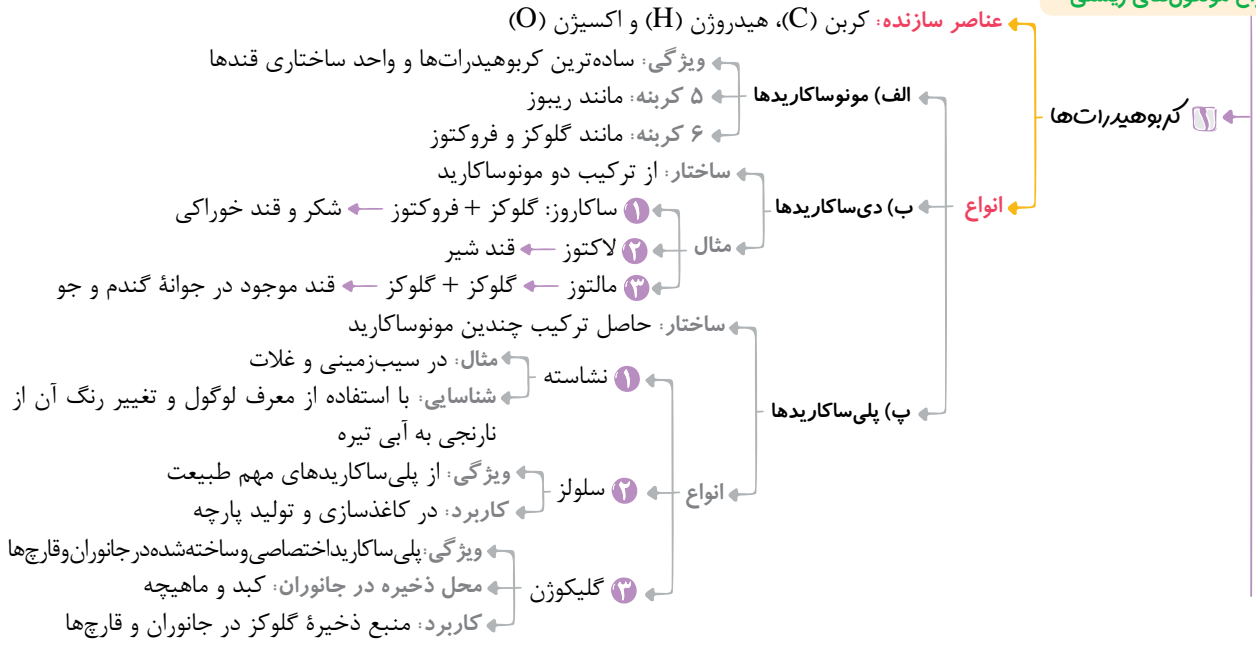 مولکول‌های زیستی
۱ کربوهیدرات‌ها
عناصر سازنده: کربن (C)، هیدروژن (H) و اکسیژن (O)
انواع
الف) مونوساکاریدها
ویژگی: ساده‌ترین کربوهیدرات‌ها و واحد ساختاری قندها
۵ کربنه: مانند ریبوز
۶ کربنه: مانند گلوکز و فروکتوز
ب) دی‌ساکاریدها
ساختار: از ترکیب دو مونوساکارید
مثال
۱ ساکاروز: گلوکز + فروکتوز ← شکر و قند خوراکی
۲ لاکتوز ← قند شیر
۳ مالتوز ← گلوکز + گلوکز ← قند موجود در جوانۀ گندم و جو
پ) پلی‌ساکاریدها
ساختار: حاصل ترکیب چندین مونوساکارید
انواع
۱ نشاسته
مثال: در سیب‌زمینی و غلات
شناسایی: با استفاده از معرف لوگول و تغییر رنگ آن از
نارنجی به آبی تیره
۲ سلولز
ویژگی: از پلی‌ساکاریدهای مهم طبیعت
کاربرد: در کاغذسازی و تولید پارچه
۳ گلیکوژن
ویژگی: پلی‌ساکارید اختصاصی و ساخته‌شده در جانوران و قارچ‌ها
محل ذخیره در جانوران: کبد و ماهیچه
کاربرد: منبع ذخیرۀ گلوکز در جانوران و قارچ‌ها